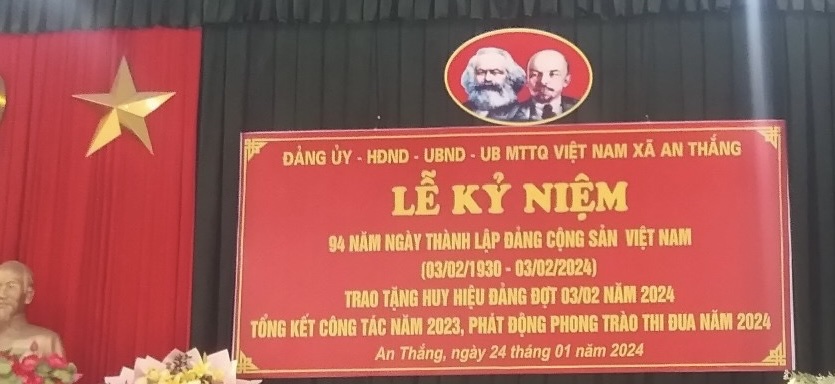 ĐẢNG ỦY - HĐND - UBND - UB MTTQ VIỆT NAM XÃ AN THẮNG
LỄ KỶ NIỆM
94 NĂM NGÀY THÀNH LẬP ĐẢNG CỘNG SẢN VIỆT NAM
(03/02/1930 - 03/02/2024)
TRAO TẶNG HUY HIỆU ĐẢNG ĐỢT 03/02 NĂM 2024
TỔNG KẾT CÔNG TÁC NĂM 2023, PHÁT ĐỘNG PHONG TRÀO THI ĐUA NĂM 2024
An Thắng, ngày 24 tháng 01 năm 2024